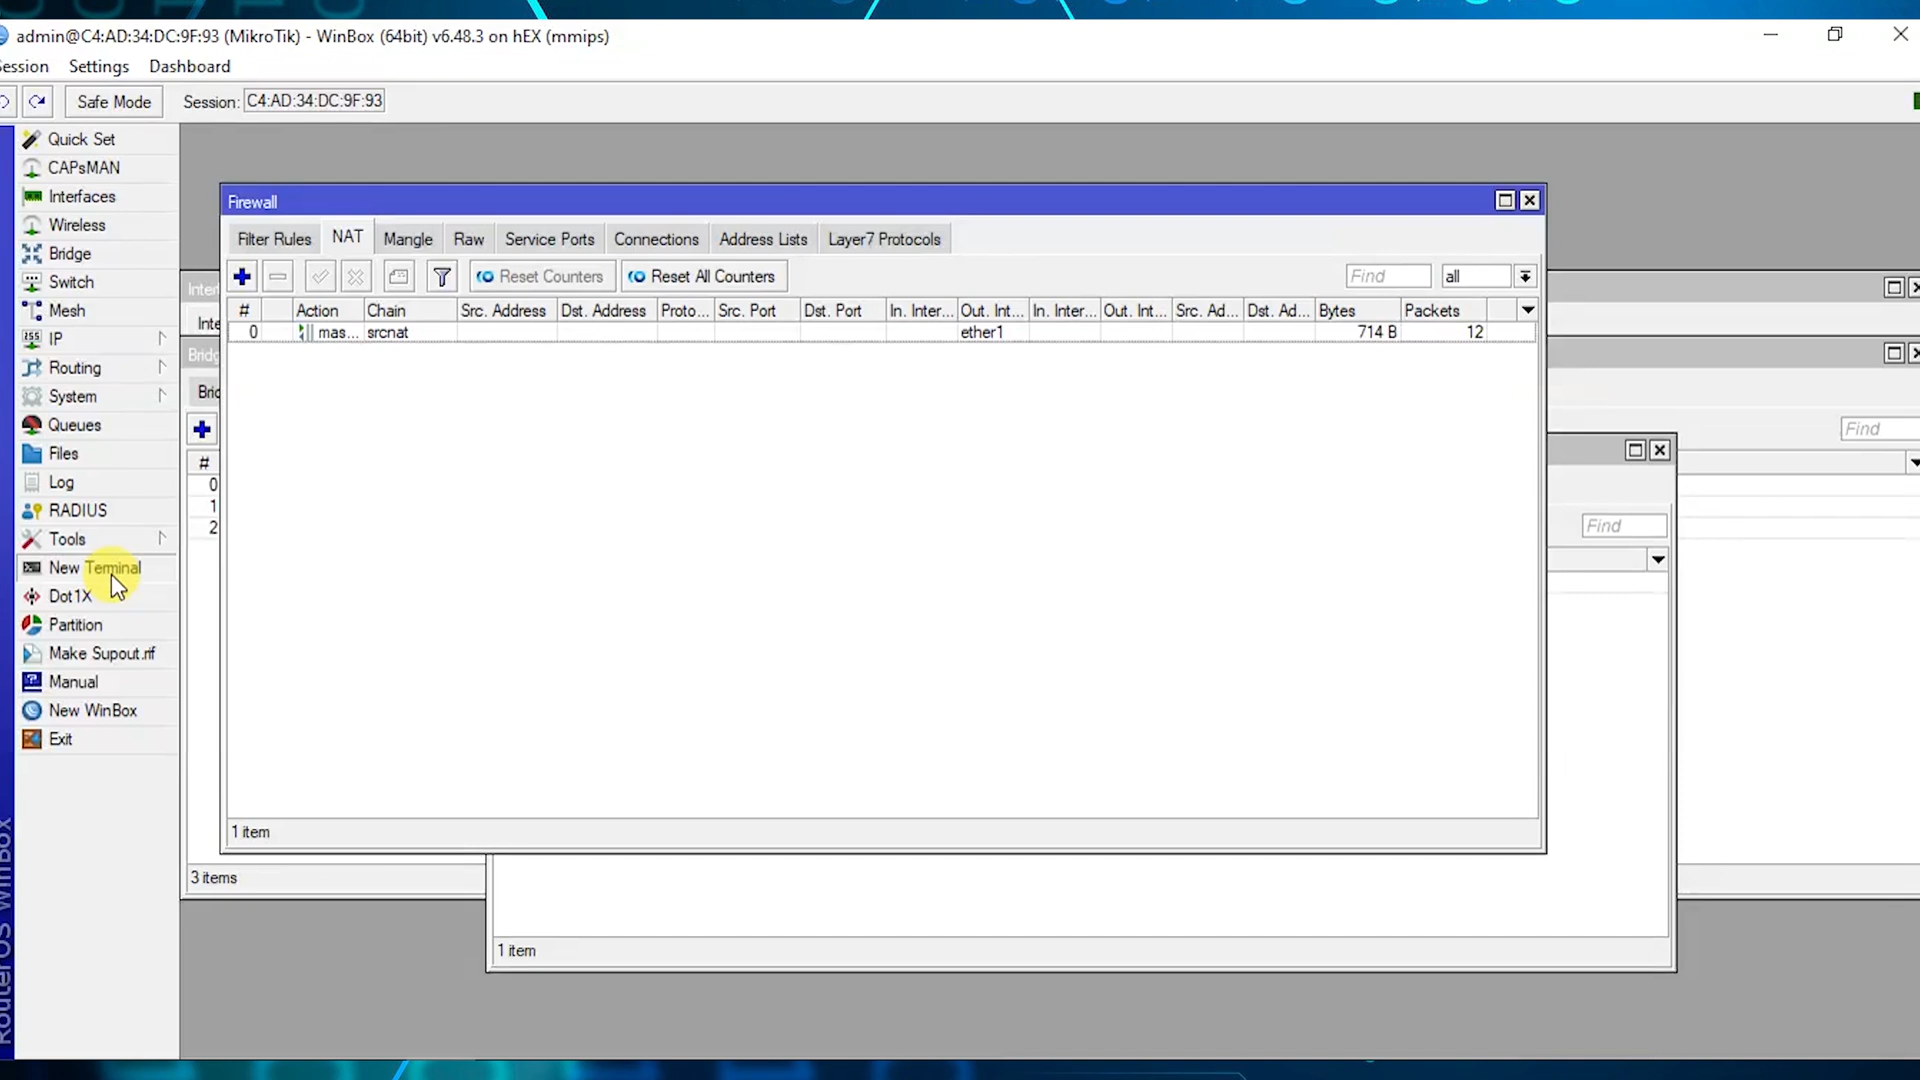 admin@C4:AD:34:DC:9F:93 (MikroTik) - WinBox (64bit) v6.48.3 on hEX (mmips)
Settings Dashboard
Safe Mode Session: C4:AD:34:DC:9F:93
Quick Set
CAPsMAN
Interfaces
Wireless
Bridge
Switch
Mesh
IP
Routing
System
Queues
Files
Log
RADIUS
Tools
New Terminal
Dot1X
Partition
Make Supout.rif
Manual
New WinBox
Exit
RouterOS WinBox
Firewall
Filter Rules NAT Mangle Raw Service Ports Connections Address Lists Layer7 Protocols
Reset Counters Reset All Counters Find all
# Action Chain Src. Address Dst. Address Proto... Src. Port Dst. Port In. Inter... Out. Int... In. Inter... Out. Int... Src. Ad... Dst. Ad... Bytes Packets
0 mas... srcnat ether1 714 B 12
1 item
Find
#
0
1
2
3 items
Find
1 item